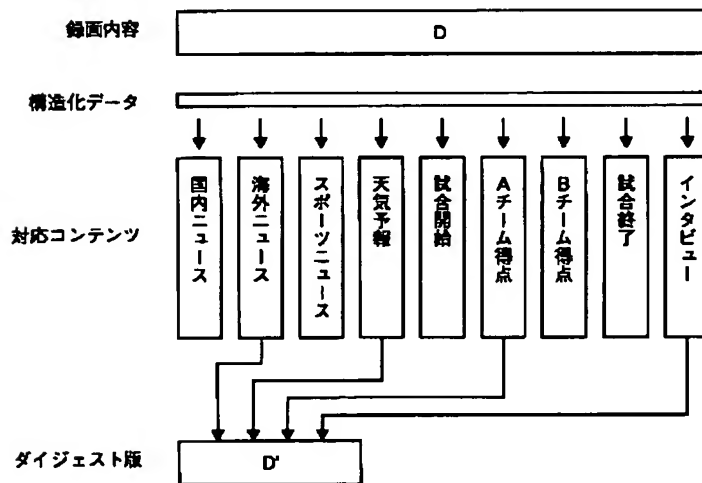 録画内容
D
構造化データ
対応コンテンツ
国内ニュース
海外ニュース
スポーツニュース
天気予報
試合開始
Aチーム得点
Bチーム得点
試合終了
インタビュー
ダイジェスト版
D'